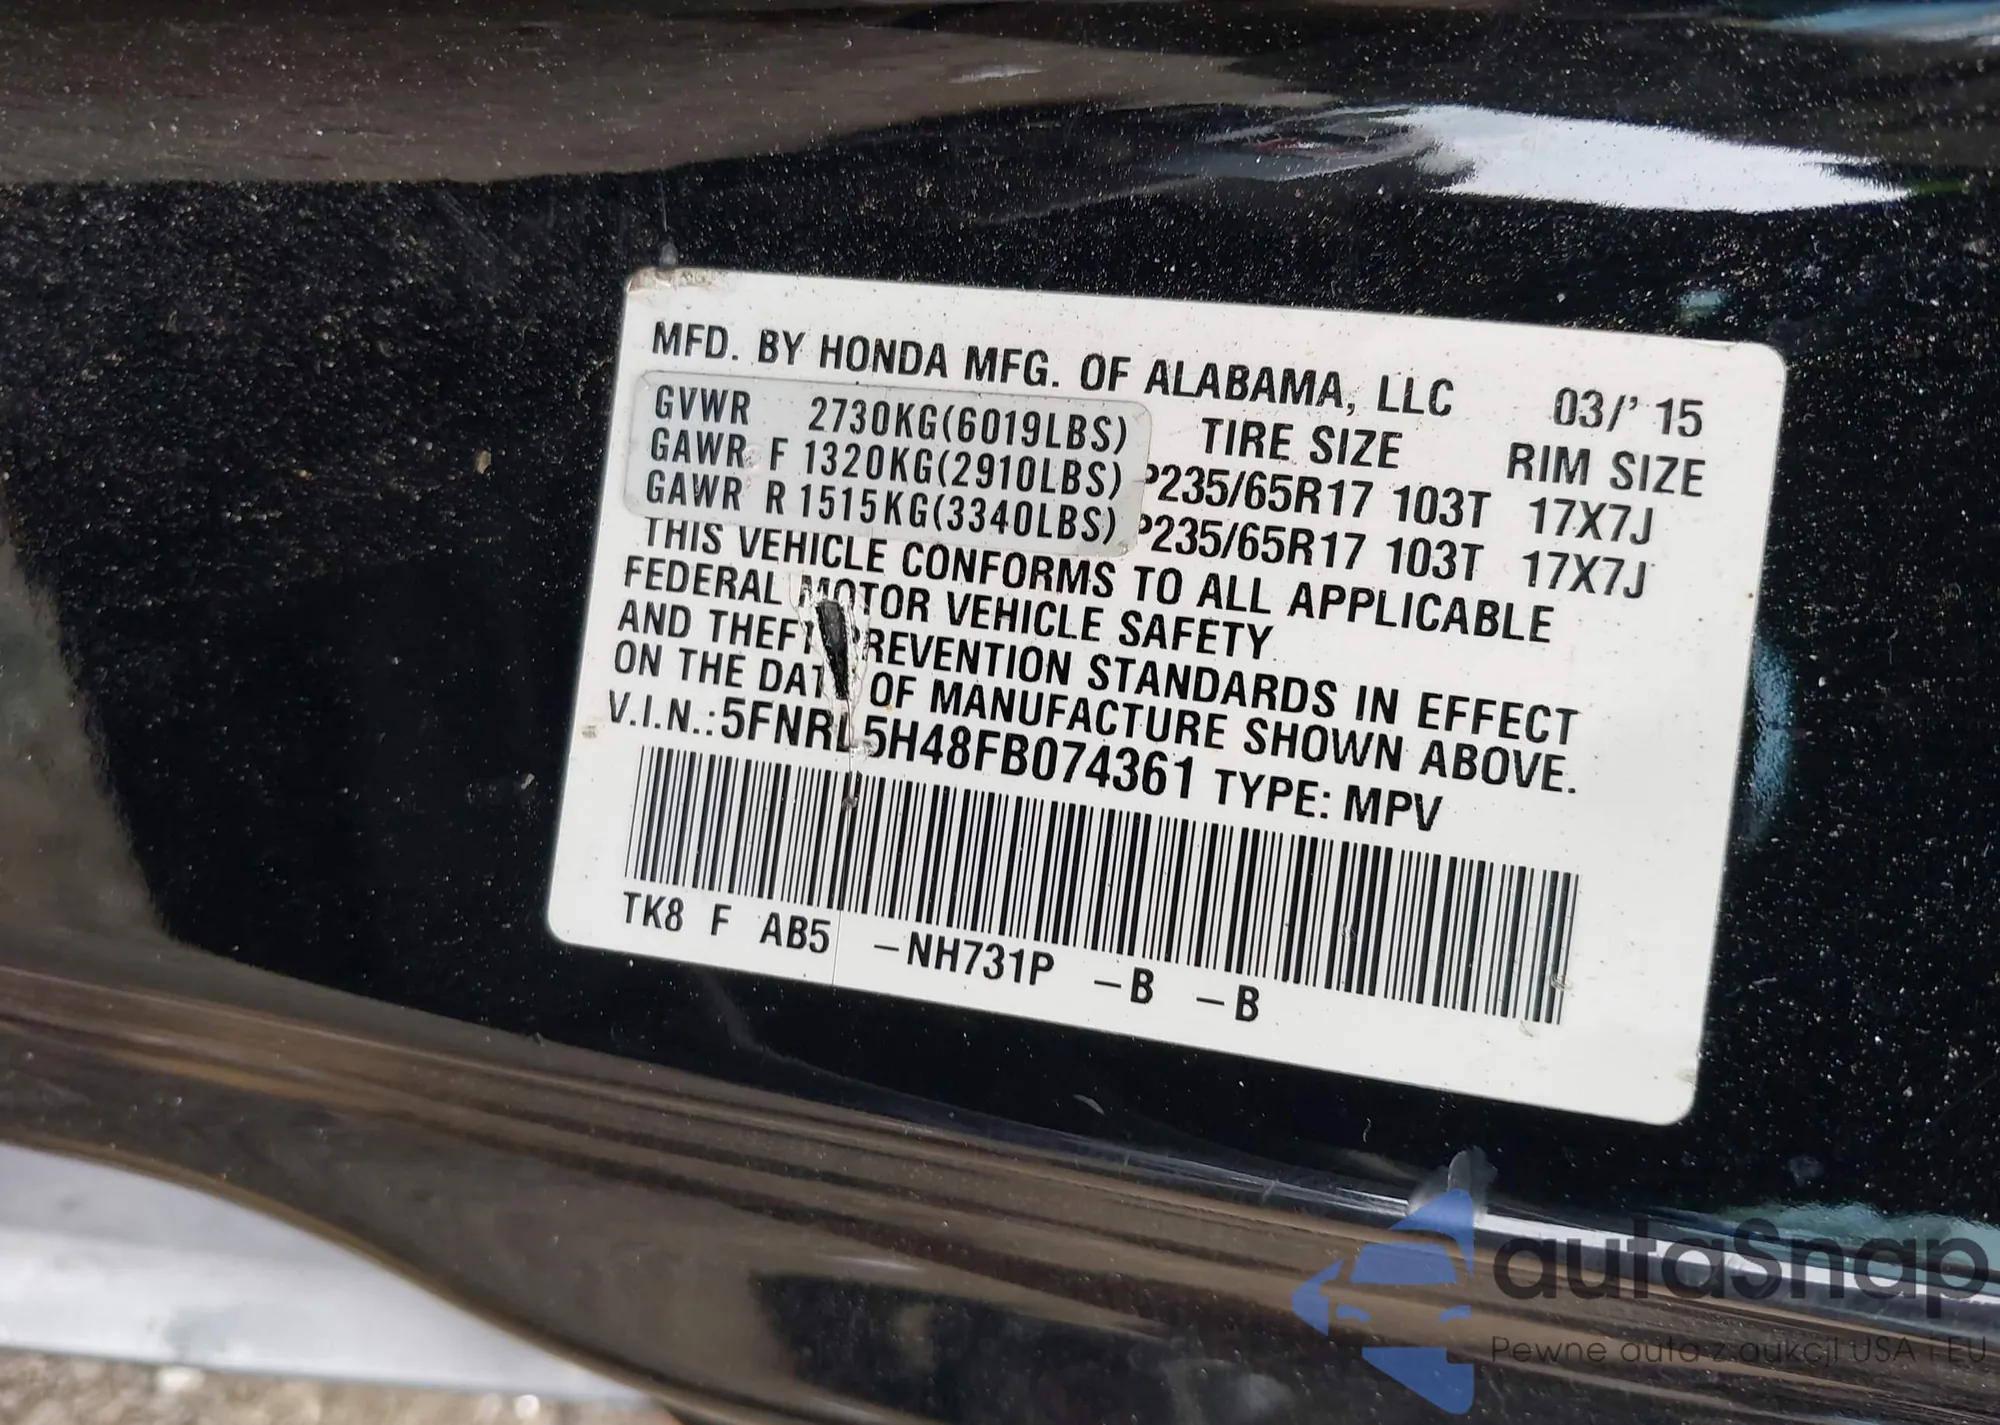 MFD. BY HONDA MFG. OF ALABAMA, LLC 03/' 15
GVWR 2730KG(6019LBS) TIRE SIZE RIM SIZE
GAWR F 1320KG(2910LBS) P235/65R17 103T 17X7J
GAWR R 1515KG(3340LBS) P235/65R17 103T 17X7J
THIS VEHICLE CONFORMS TO ALL APPLICABLE
FEDERAL MOTOR VEHICLE SAFETY
AND THEFT PREVENTION STANDARDS IN EFFECT
ON THE DATE OF MANUFACTURE SHOWN ABOVE.
V.I.N.: 5FNRL5H48FB074361 TYPE: MPV
TK8 F AB5 -NH731P -B -B
autaSnap
Pewne auta z aukcji USA i EU